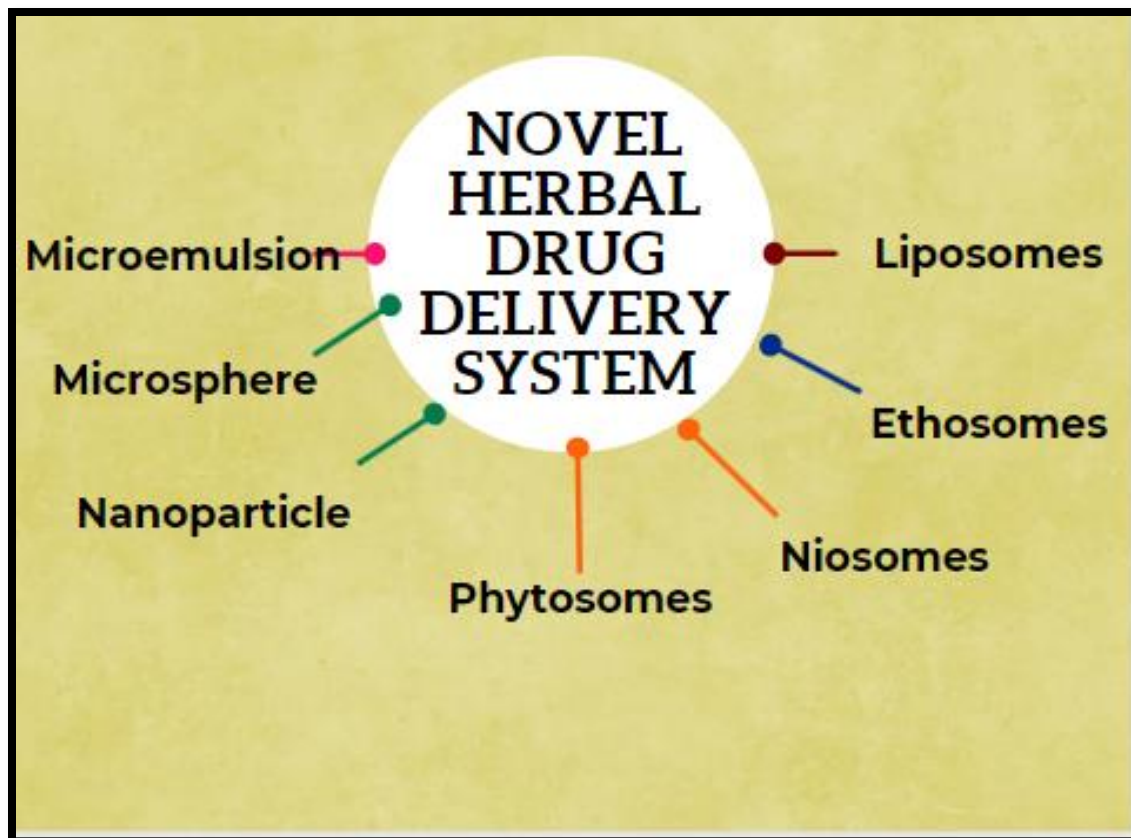 NOVEL
HERBAL
DRUG
DELIVERY
SYSTEM
Microemulsion
Liposomes
Microsphere
Ethosomes
Nanoparticle
Niosomes
Phytosomes